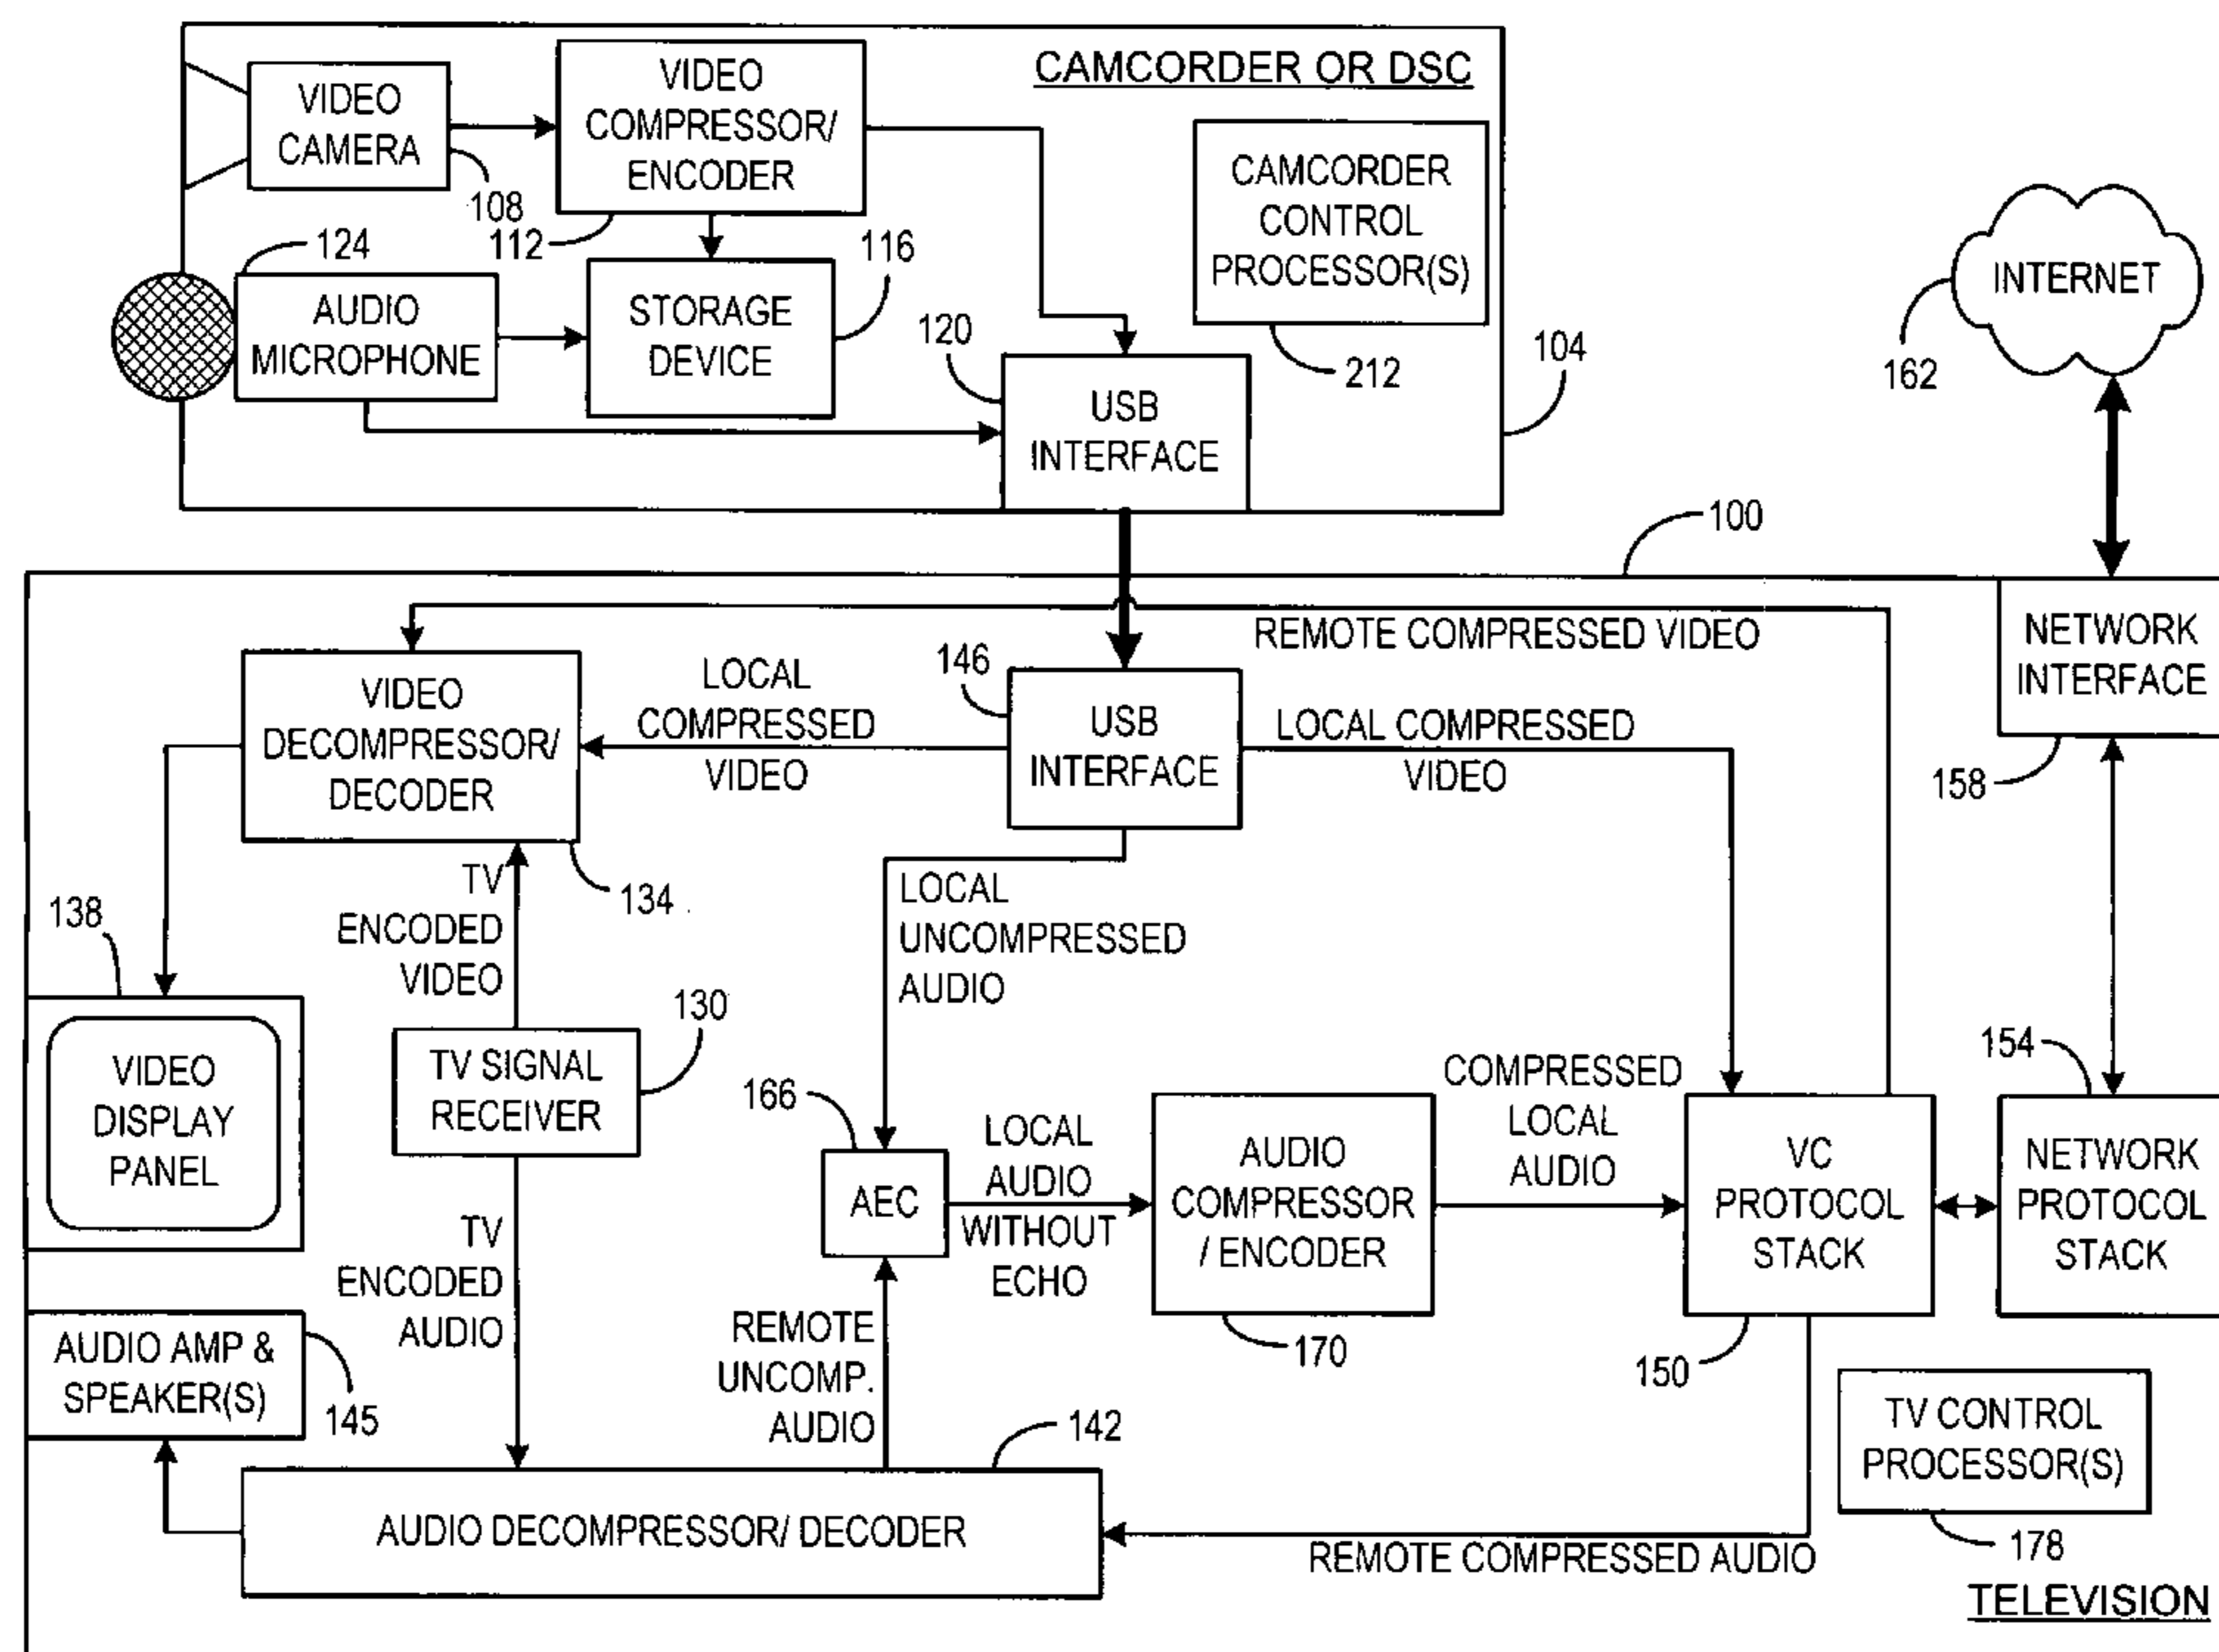 CAMCORDER OR DSC
VIDEO
CAMERA
108
VIDEO
COMPRESSOR/
ENCODER
112
CAMCORDER
CONTROL
PROCESSOR(S)
212
124
AUDIO
MICROPHONE
STORAGE
DEVICE
116
120
USB
INTERFACE
104
INTERNET
162
100
REMOTE COMPRESSED VIDEO
NETWORK
INTERFACE
158
VIDEO
DECOMPRESSOR/
DECODER
134
LOCAL
COMPRESSED
VIDEO
146
USB
INTERFACE
LOCAL COMPRESSED
VIDEO
TV
ENCODED
VIDEO
LOCAL
UNCOMPRESSED
AUDIO
138
VIDEO
DISPLAY
PANEL
130
TV SIGNAL
RECEIVER
166
AEC
LOCAL
AUDIO
WITHOUT
ECHO
AUDIO
COMPRESSOR
/ ENCODER
170
COMPRESSED
LOCAL
AUDIO
VC
PROTOCOL
STACK
150
154
NETWORK
PROTOCOL
STACK
TV
ENCODED
AUDIO
AUDIO AMP &
SPEAKER(S)
145
REMOTE
UNCOMP.
AUDIO
142
AUDIO DECOMPRESSOR/ DECODER
REMOTE COMPRESSED AUDIO
TV CONTROL
PROCESSOR(S)
178
TELEVISION